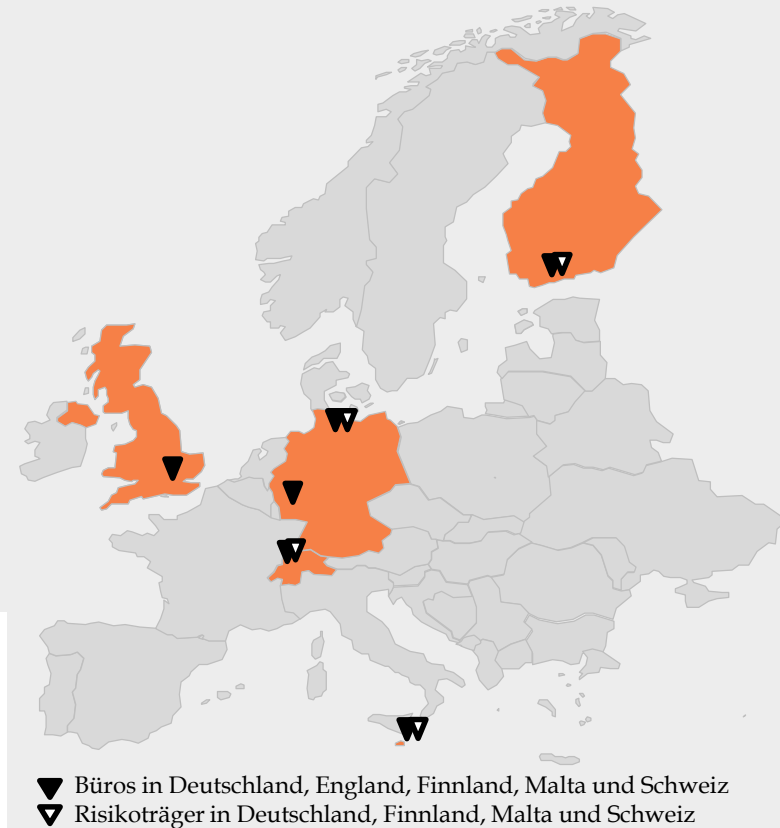 Büros in Deutschland, England, Finnland, Malta und Schweiz
Risikoträger in Deutschland, Finnland, Malta und Schweiz